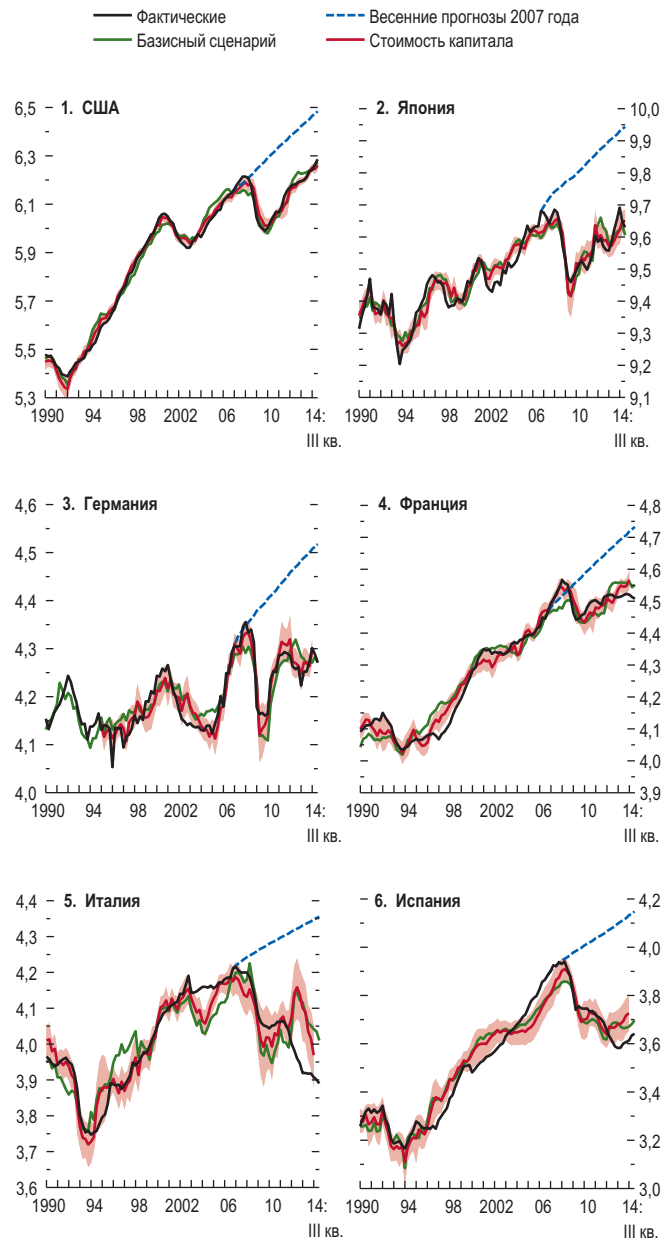 Фактические
Весенние прогнозы 2007 года
Базисный сценарий
Стоимость капитала
1. США
6,5
6,3
6,1
5,9
5,7
5,5
5,3
1990 94 98 2002 06 10 14:
III кв.
2. Япония
10,0
9,9
9,8
9,7
9,6
9,5
9,4
9,3
9,2
9,1
1990 94 98 2002 06 10 14:
III кв.
3. Германия
4,6
4,5
4,4
4,3
4,2
4,1
4,0
1990 94 98 2002 06 10 14:
III кв.
4. Франция
4,8
4,7
4,6
4,5
4,4
4,3
4,2
4,1
4,0
3,9
1990 94 98 2002 06 10 14:
III кв.
5. Италия
4,4
4,3
4,2
4,1
4,0
3,9
3,8
3,7
3,6
1990 94 98 2002 06 10 14:
III кв.
6. Испания
4,2
4,0
3,8
3,6
3,4
3,2
3,0
1990 94 98 2002 06 10 14:
III кв.